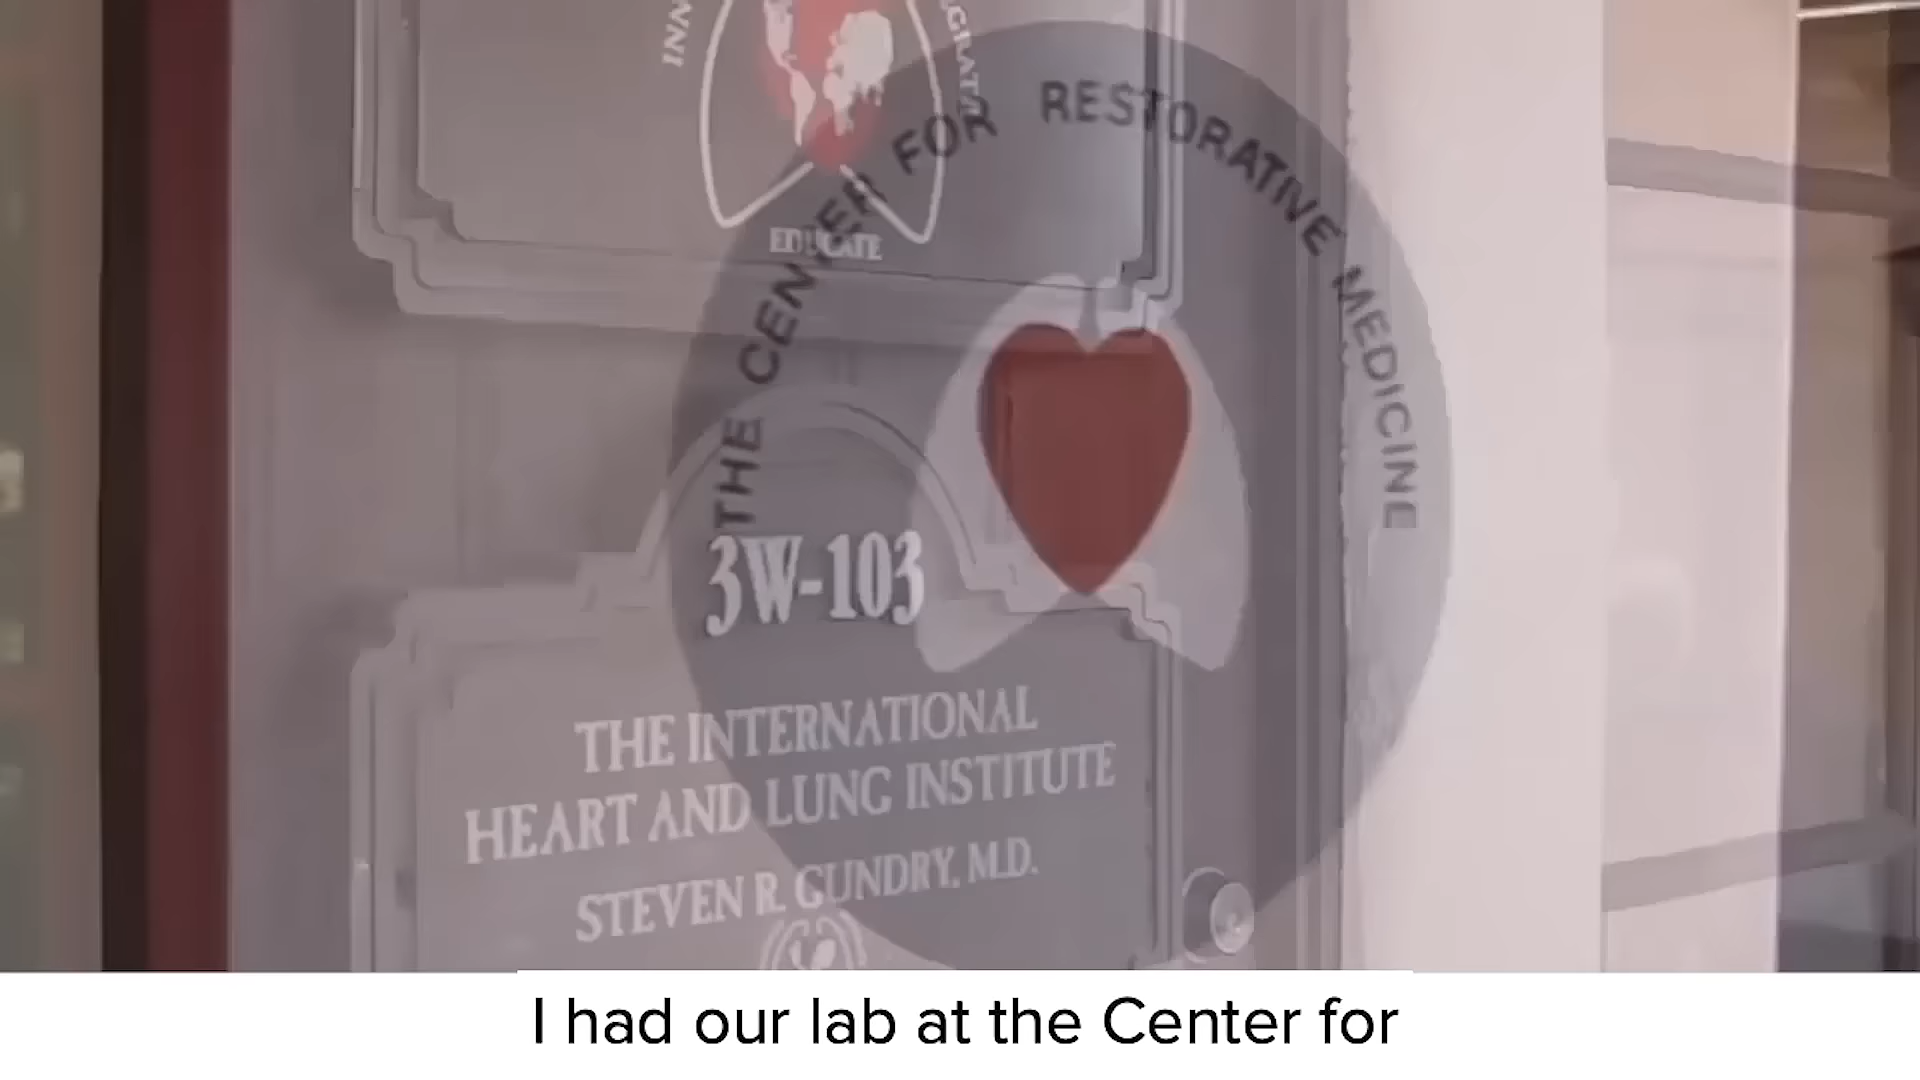 EDUCATE
THE CENTER FOR RESTORATIVE MEDICINE
3W-103
THE INTERNATIONAL
HEART AND LUNG INSTITUTE
STEVEN R. GUNDRY, M.D.
I had our lab at the Center for